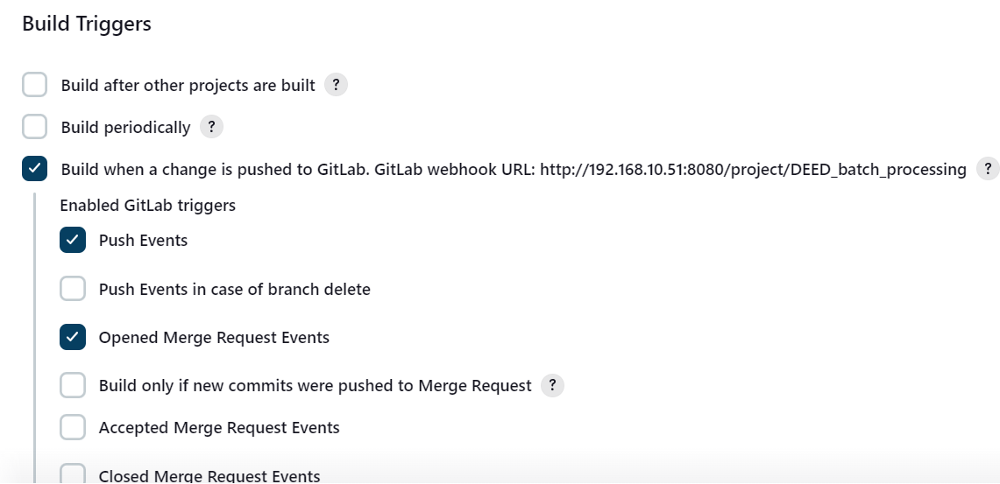 Build Triggers
Build after other projects are built ?
Build periodically ?
Build when a change is pushed to GitLab. GitLab webhook URL: http://192.168.10.51:8080/project/DEED_batch_processing ?
Enabled GitLab triggers
Push Events
Push Events in case of branch delete
Opened Merge Request Events
Build only if new commits were pushed to Merge Request ?
Accepted Merge Request Events
Closed Merge Request Events